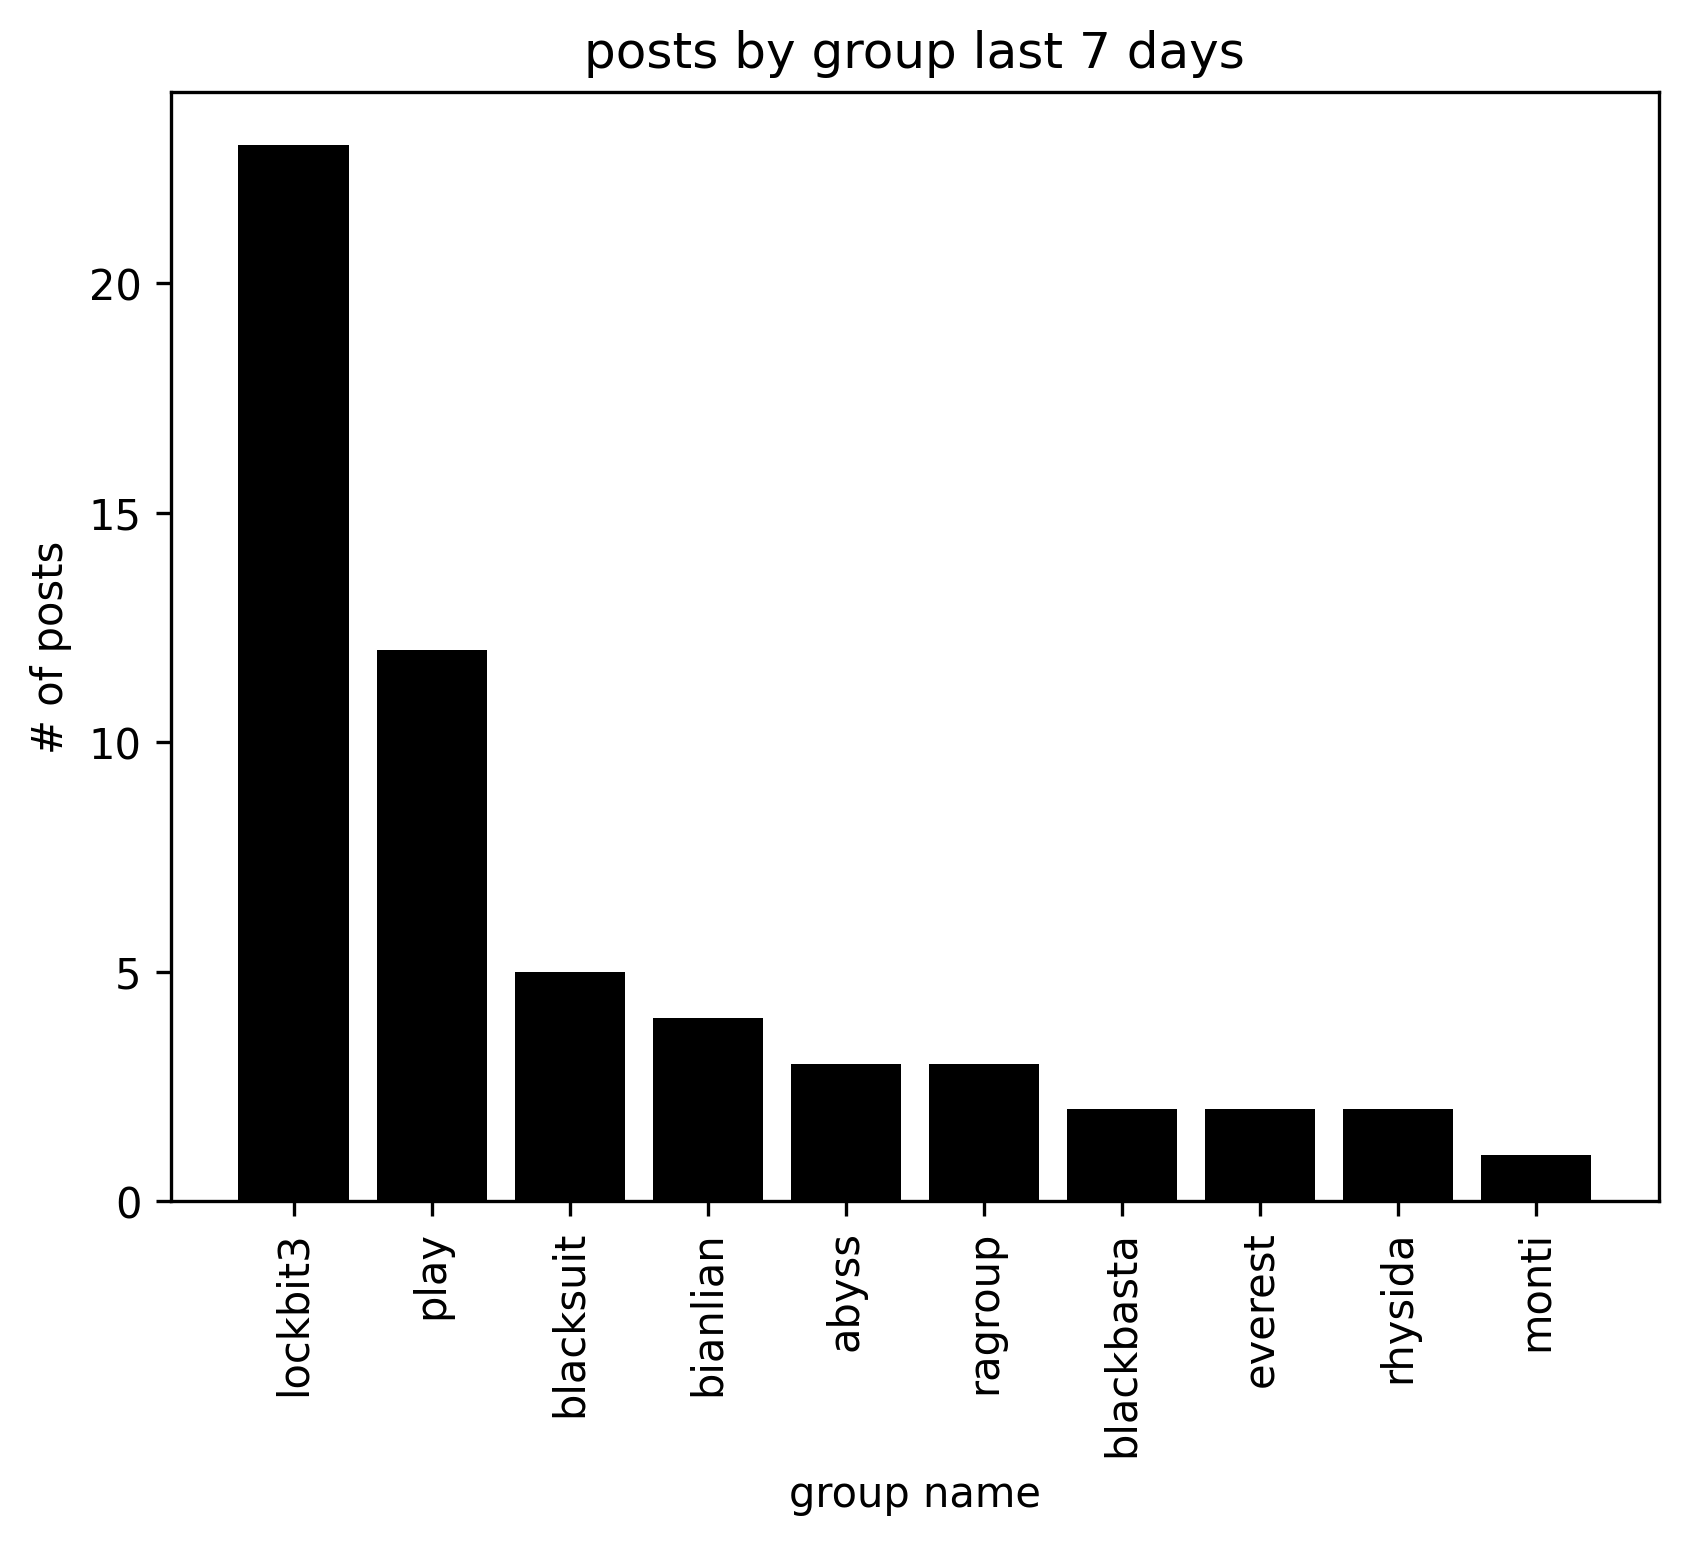 posts by group last 7 days
# of posts
20
15
10
5
0
lockbit3
play
blacksuit
bianlian
abyss
ragroup
blackbasta
everest
rhysida
monti
group name